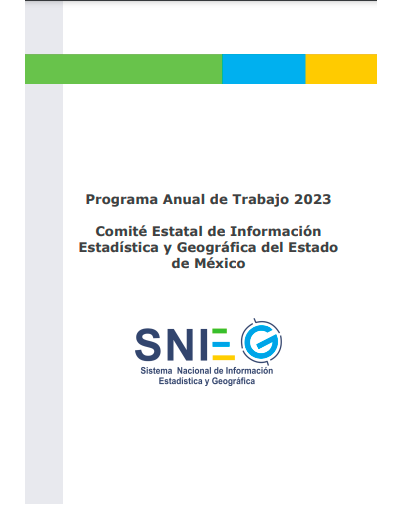 Programa Anual de Trabajo 2023
Comité Estatal de Información
Estadística y Geográfica del Estado
de México
SNIEG
Sistema Nacional de Información
Estadística y Geográfica